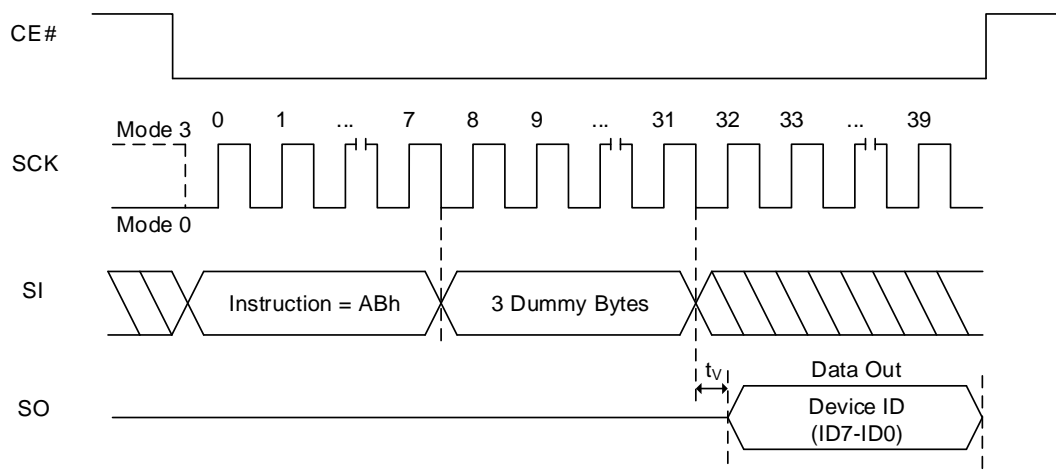 CE#
0 1 ... 7 8 9 ... 31 32 33 ... 39
Mode 3
SCK
Mode 0
SI
Instruction = ABh
3 Dummy Bytes
tV
Data Out
SO
Device ID
(ID7-ID0)